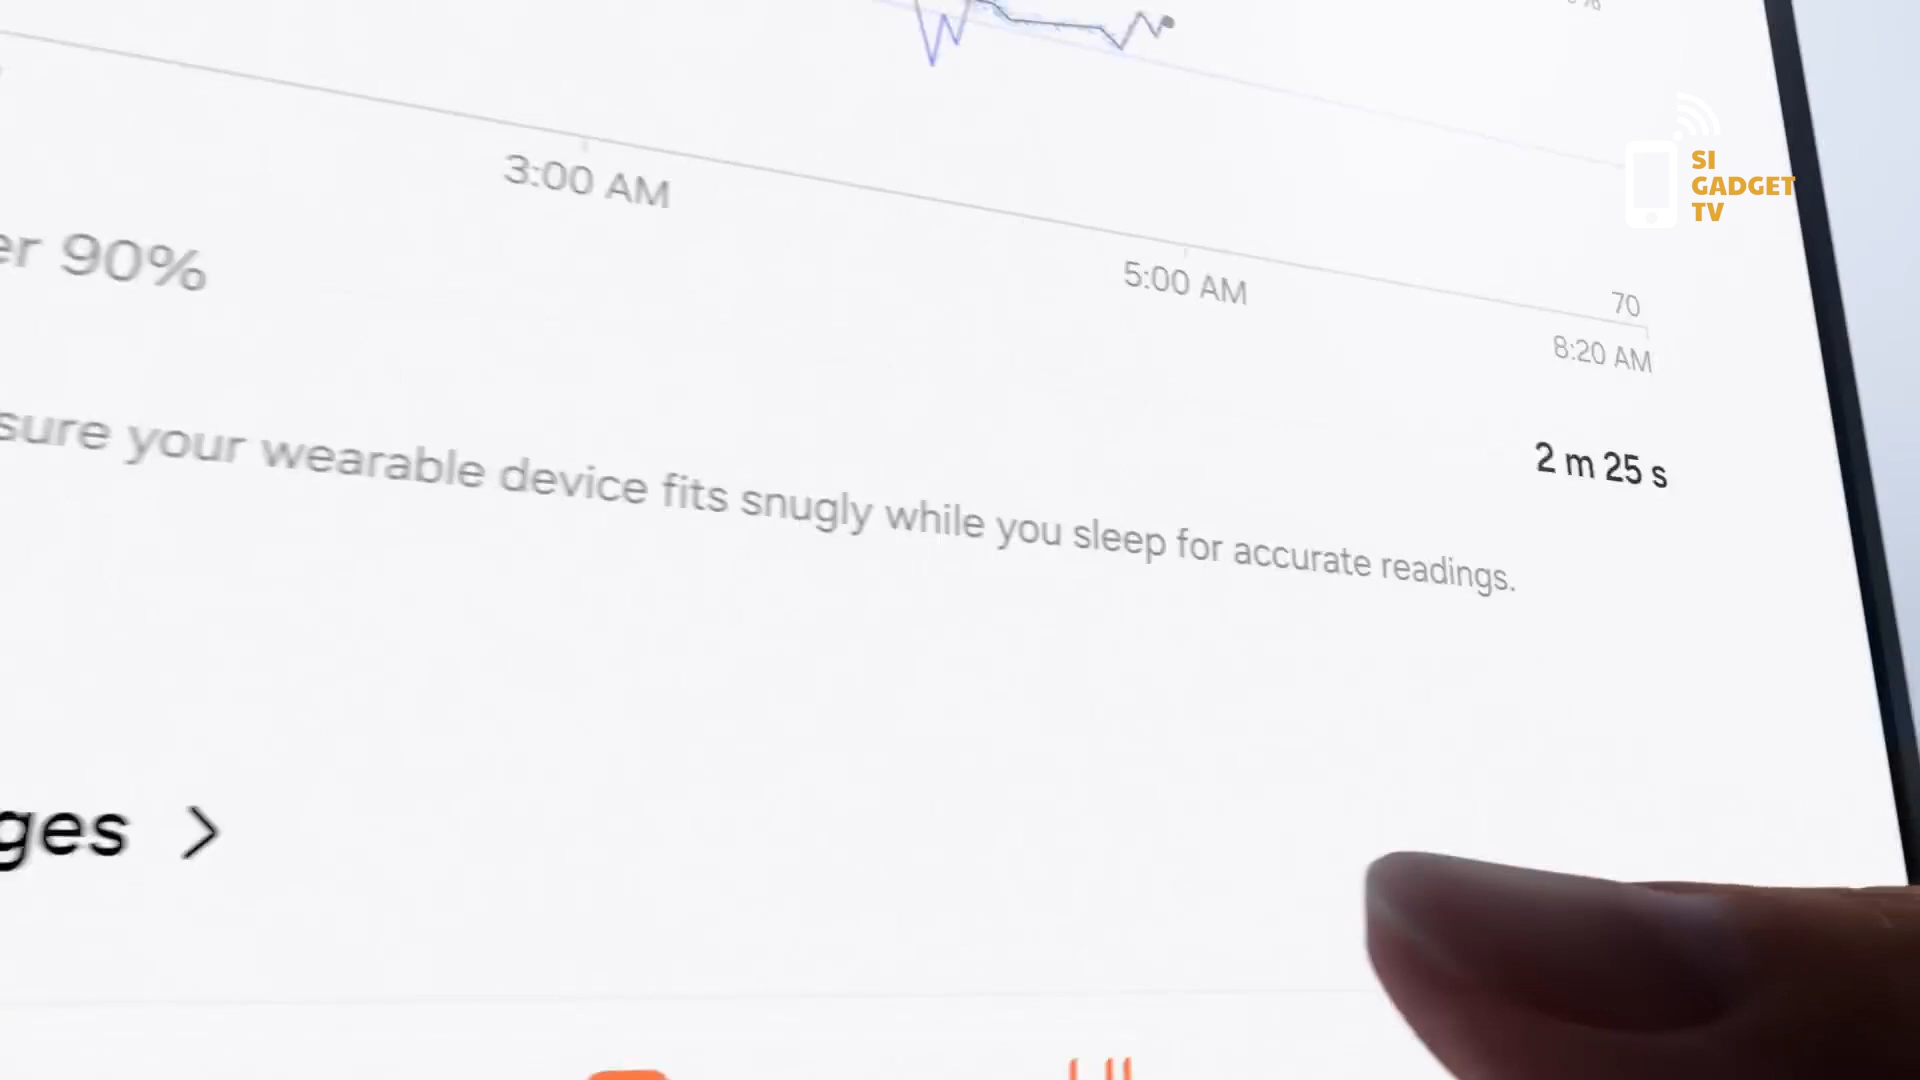 SI
GADGET
TV
3:00 AM
5:00 AM
70
8:20 AM
er 90%
2 m 25 s
sure your wearable device fits snugly while you sleep for accurate readings.
ges >